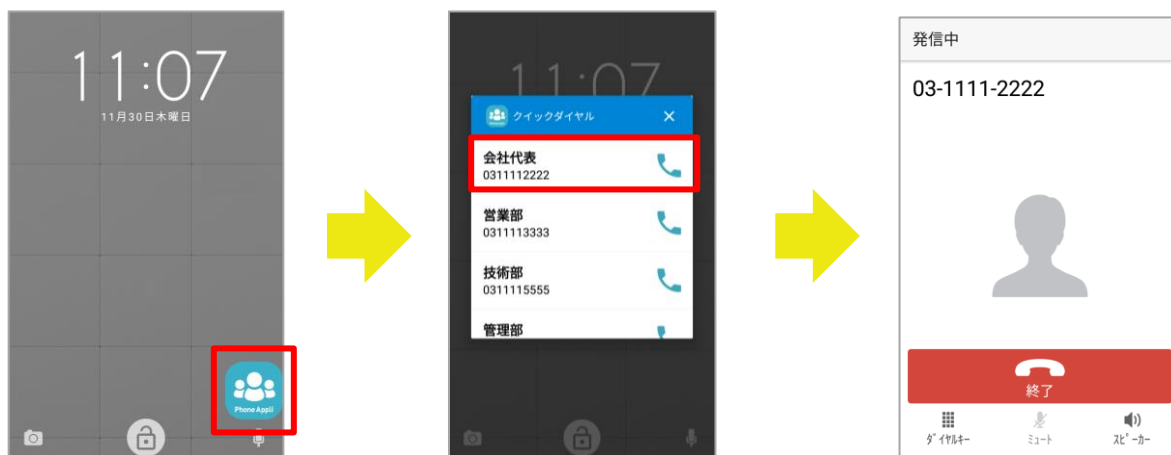 11:07
11月30日木曜日
Phone Appli
11:07
クイックダイヤル
会社代表
0311112222
営業部
0311113333
技術部
0311115555
管理部
発信中
03-1111-2222
終了
ﾀﾞｲﾔﾙｷｰ
ﾐｭｰﾄ
ｽﾋﾟｰｶｰ